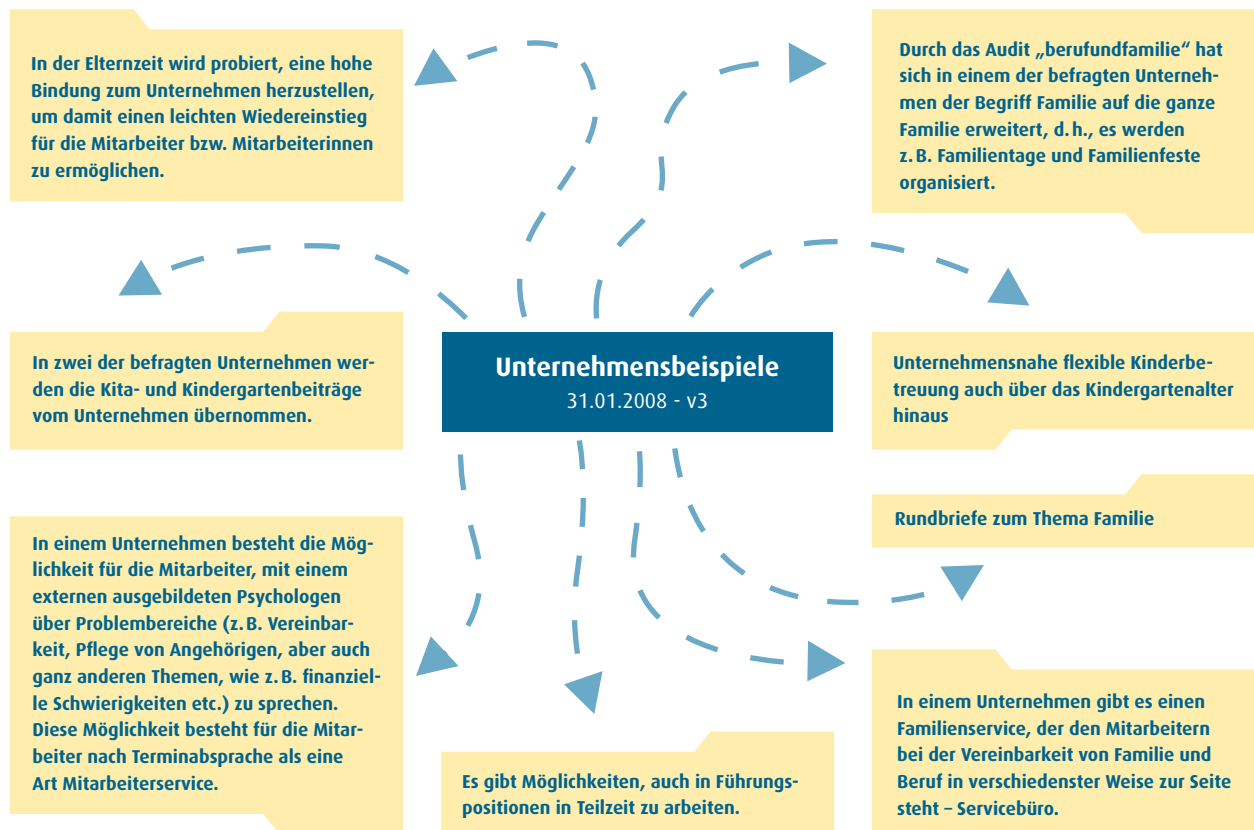 In der Elternzeit wird probiert, eine hohe
Bindung zum Unternehmen herzustellen,
um damit einen leichten Wiedereinstieg
für die Mitarbeiter bzw. Mitarbeiterinnen
zu ermöglichen.
Durch das Audit „berufundfamilie“ hat
sich in einem der befragten Unterneh-
men der Begriff Familie auf die ganze
Familie erweitert, d. h., es werden
z. B. Familientage und Familienfeste
organisiert.
In zwei der befragten Unternehmen wer-
den die Kita- und Kindergartenbeiträge
vom Unternehmen übernommen.
Unternehmensbeispiele
31.01.2008 - v3
Unternehmensnahe flexible Kinderbe-
treuung auch über das Kindergartenalter
hinaus
Rundbriefe zum Thema Familie
In einem Unternehmen besteht die Mög-
lichkeit für die Mitarbeiter, mit einem
externen ausgebildeten Psychologen
über Problembereiche (z. B. Vereinbar-
keit, Pflege von Angehörigen, aber auch
ganz anderen Themen, wie z. B. finanziel-
le Schwierigkeiten etc.) zu sprechen.
Diese Möglichkeit besteht für die Mitar-
beiter nach Terminabsprache als eine
Art Mitarbeiterservice.
Es gibt Möglichkeiten, auch in Führungs-
positionen in Teilzeit zu arbeiten.
In einem Unternehmen gibt es einen
Familienservice, der den Mitarbeitern
bei der Vereinbarkeit von Familie und
Beruf in verschiedenster Weise zur Seite
steht – Servicebüro.